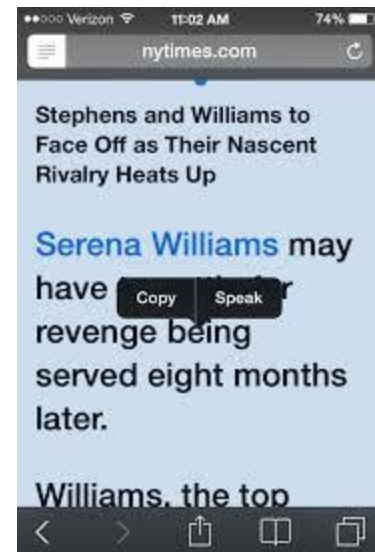 Verizon 11:02 AM 74%
nytimes.com
Stephens and Williams to
Face Off as Their Nascent
Rivalry Heats Up
Serena Williams may
have
Copy Speak
revenge being
served eight months
later.
Williams, the top